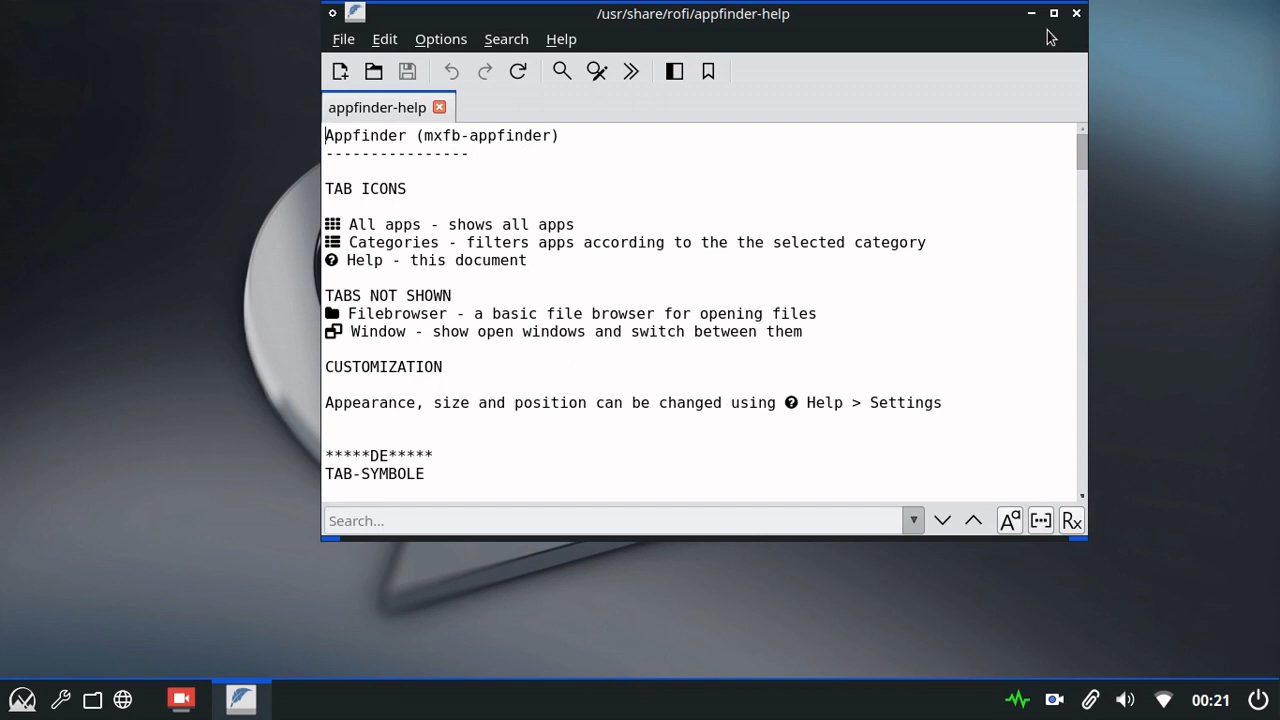 /usr/share/rofi/appfinder-help
File Edit Options Search Help
appfinder-help
Appfinder (mxfb-appfinder)
----------------
TAB ICONS
All apps - shows all apps
Categories - filters apps according to the the selected category
Help - this document
TABS NOT SHOWN
Filebrowser - a basic file browser for opening files
Window - show open windows and switch between them
CUSTOMIZATION
Appearance, size and position can be changed using ? Help > Settings
*****DE*****
TAB-SYMBOLE
Search...
Aa [...] Rx
00:21